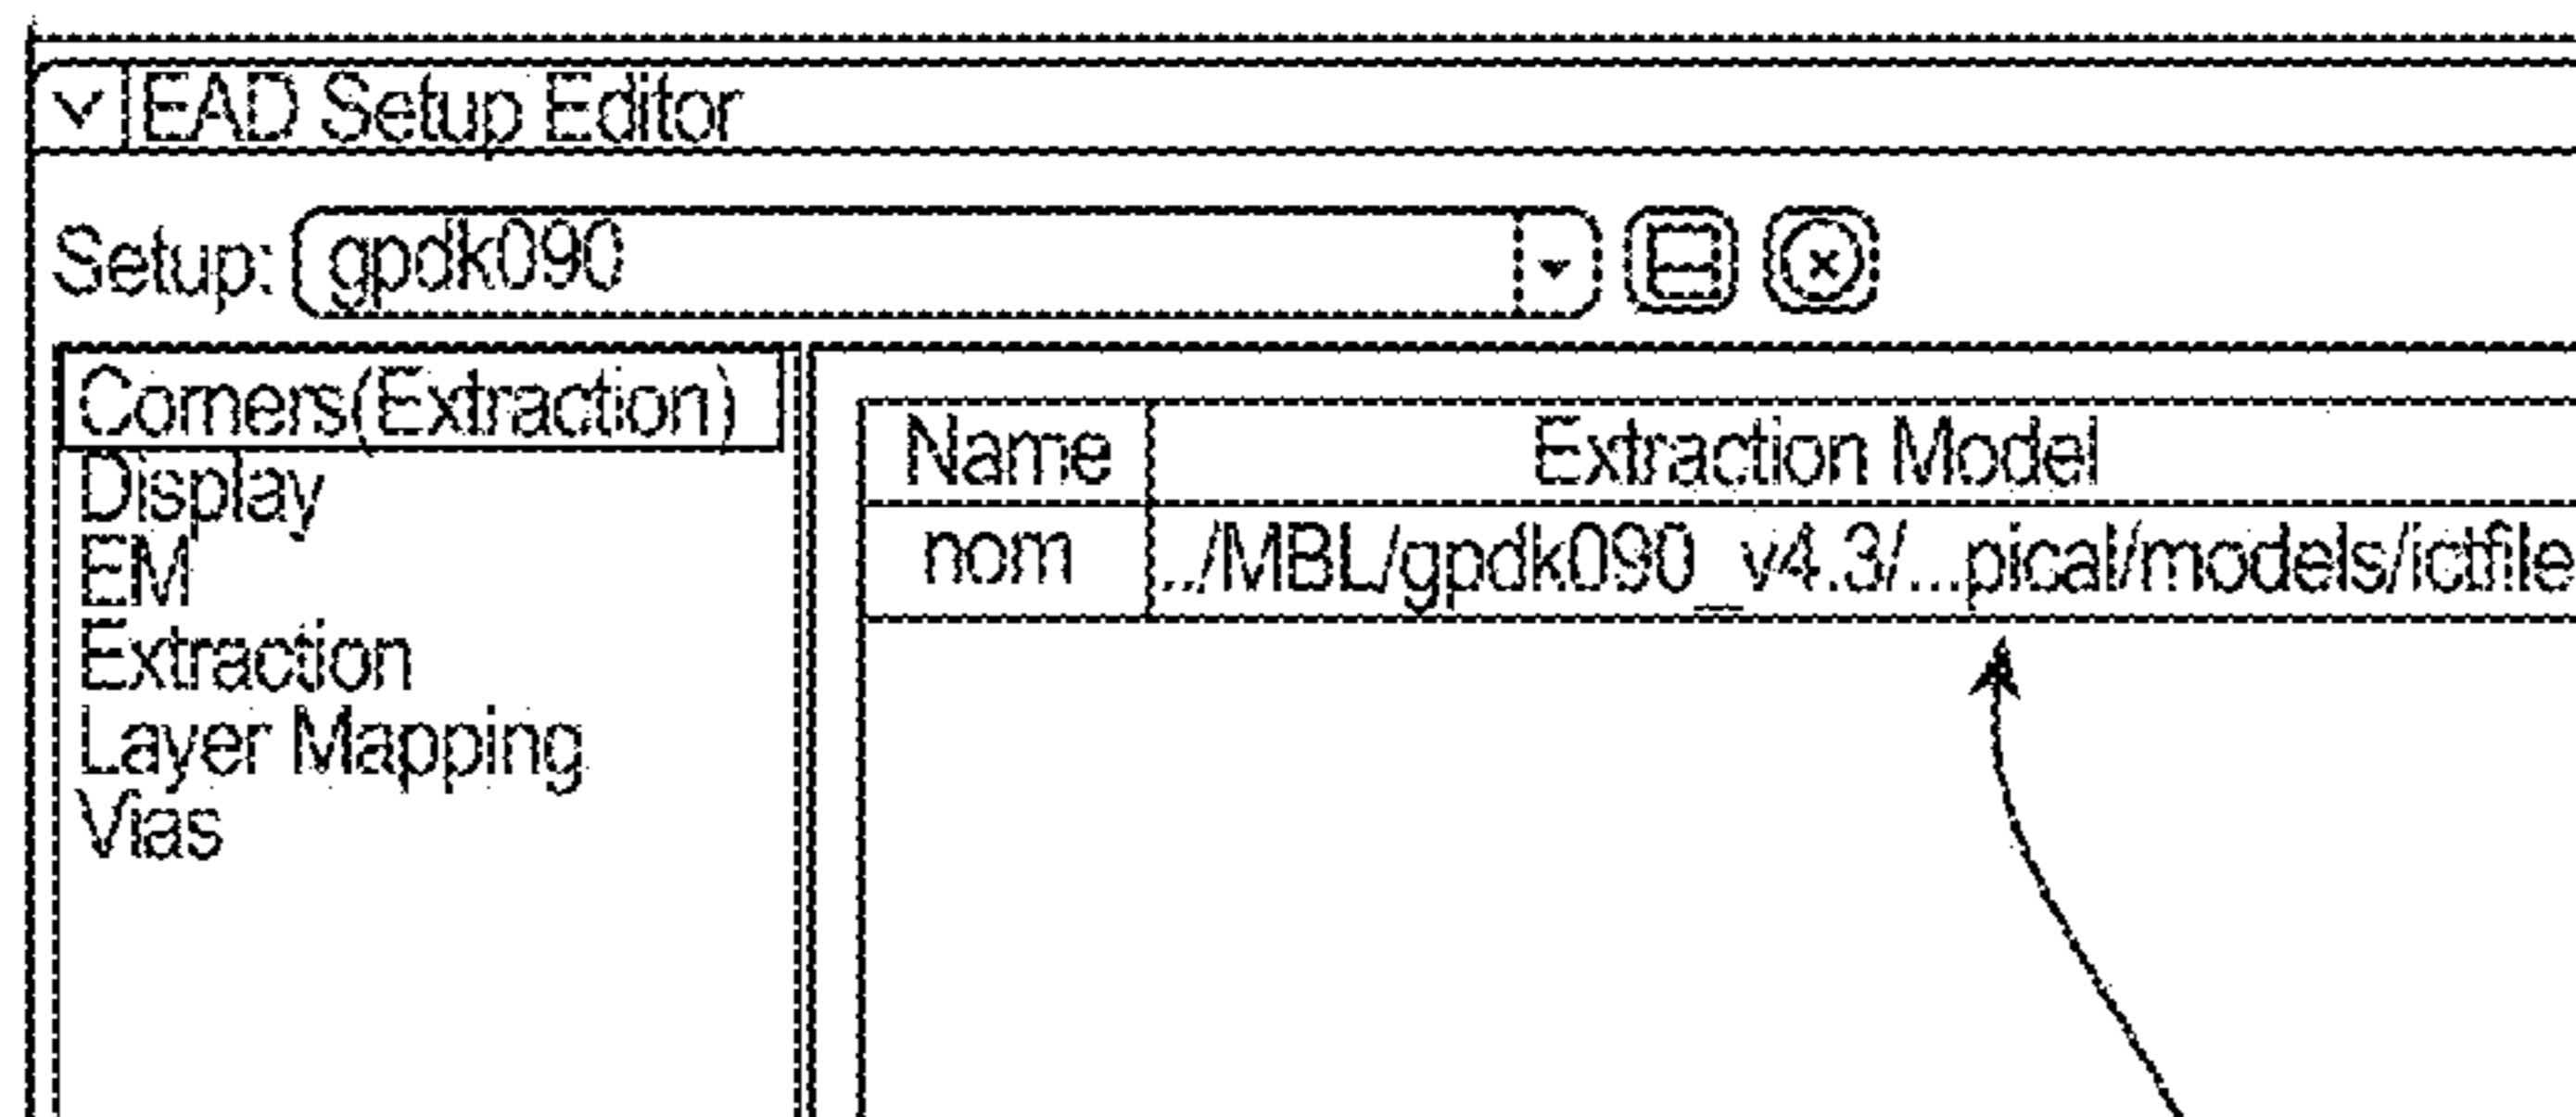 EAD Setup Editor
Setup: gpdk090
Corners(Extraction)
Display
EM
Extraction
Layer Mapping
Vias
Name Extraction Model
nom ../MBL/gpdk090_v4.3/...pical/models/ictfile